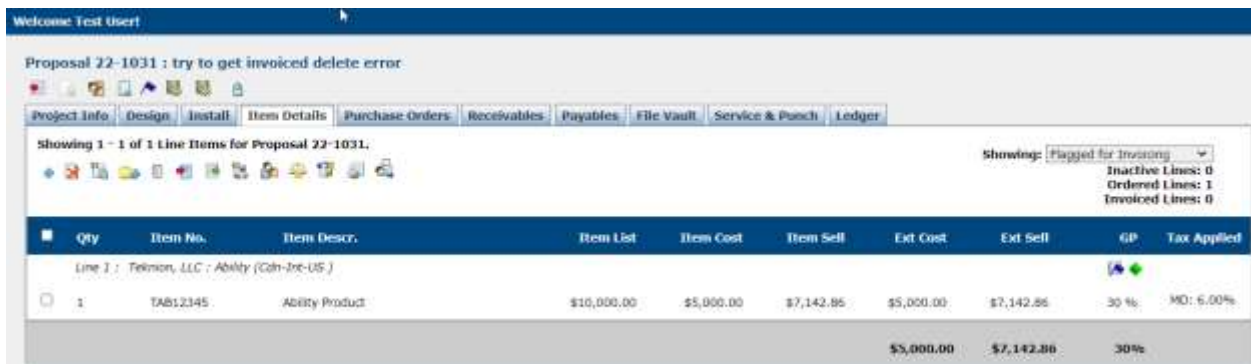 Welcome Test User!
Proposal 22-1031 : try to get invoiced delete error
Project Info Design Install Item Details Purchase Orders Receivables Payables File Vault Service & Punch Ledger
Showing 1 - 1 of 1 Line Items for Proposal 22-1031.
Showing: Flagged for Invoicing
Inactive Lines: 0
Ordered Lines: 1
Invoiced Lines: 0
Qty Item No. Item Descr. Item List Item Cost Item Sell Ext Cost Ext Sell GP Tax Applied
Line 1 : Teknion, LLC : Ability (Cdn-Int-US )
1 TAB12345 Ability Product $10,000.00 $5,000.00 $7,142.86 $5,000.00 $7,142.86 30 % MD: 6.00%
$5,000.00 $7,142.86 30%